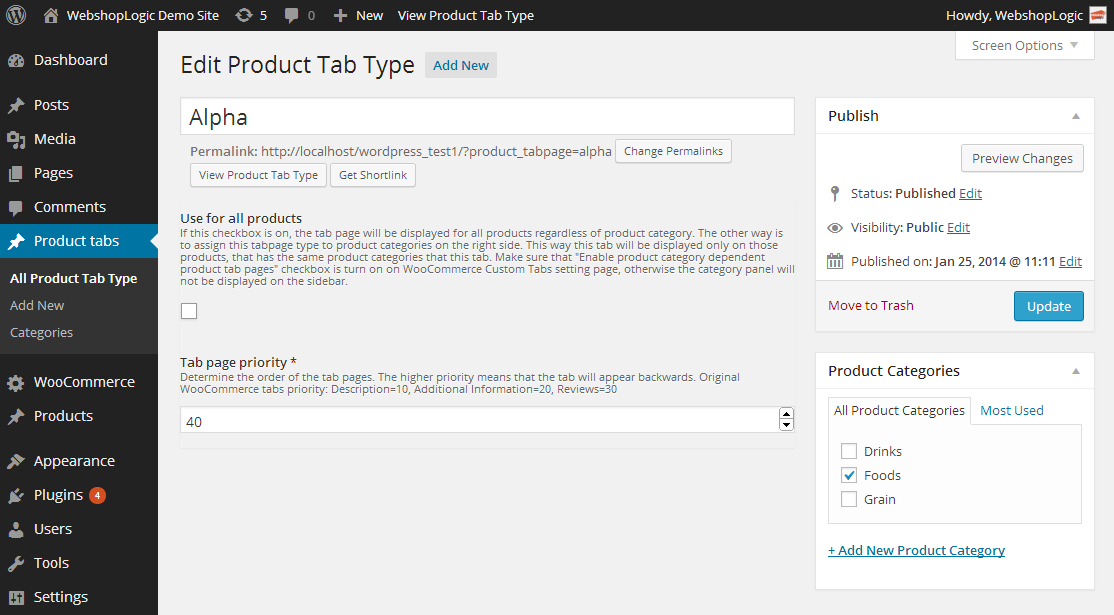 WebshopLogic Demo Site 5 0 New View Product Tab Type Howdy, WebshopLogic
Dashboard
Posts
Media
Pages
Comments
Product tabs
All Product Tab Type
Add New
Categories
WooCommerce
Products
Appearance
Plugins 4
Users
Tools
Settings
Screen Options
Edit Product Tab Type Add New
Alpha
Permalink: http://localhost/wordpress_test1/?product_tabpage=alpha Change Permalinks
View Product Tab Type Get Shortlink
Use for all products
If this checkbox is on, the tab page will be displayed for all products regardless of product category. The other way is
to assign this tabpage type to product categories on the right side. This way this tab will be displayed only on those
products, that has the same product categories that this tab. Make sure that "Enable product category dependent
product tab pages" checkbox is turn on on WooCommerce Custom Tabs setting page, otherwise the category panel will
not be displayed on the sidebar.
Tab page priority *
Determine the order of the tab pages. The higher priority means that the tab will appear backwards. Original
WooCommerce tabs priority: Description=10, Additional Information=20, Reviews=30
40
Publish
Preview Changes
Status: Published Edit
Visibility: Public Edit
Published on: Jan 25, 2014 @ 11:11 Edit
Move to Trash Update
Product Categories
All Product Categories Most Used
Drinks
Foods
Grain
+ Add New Product Category